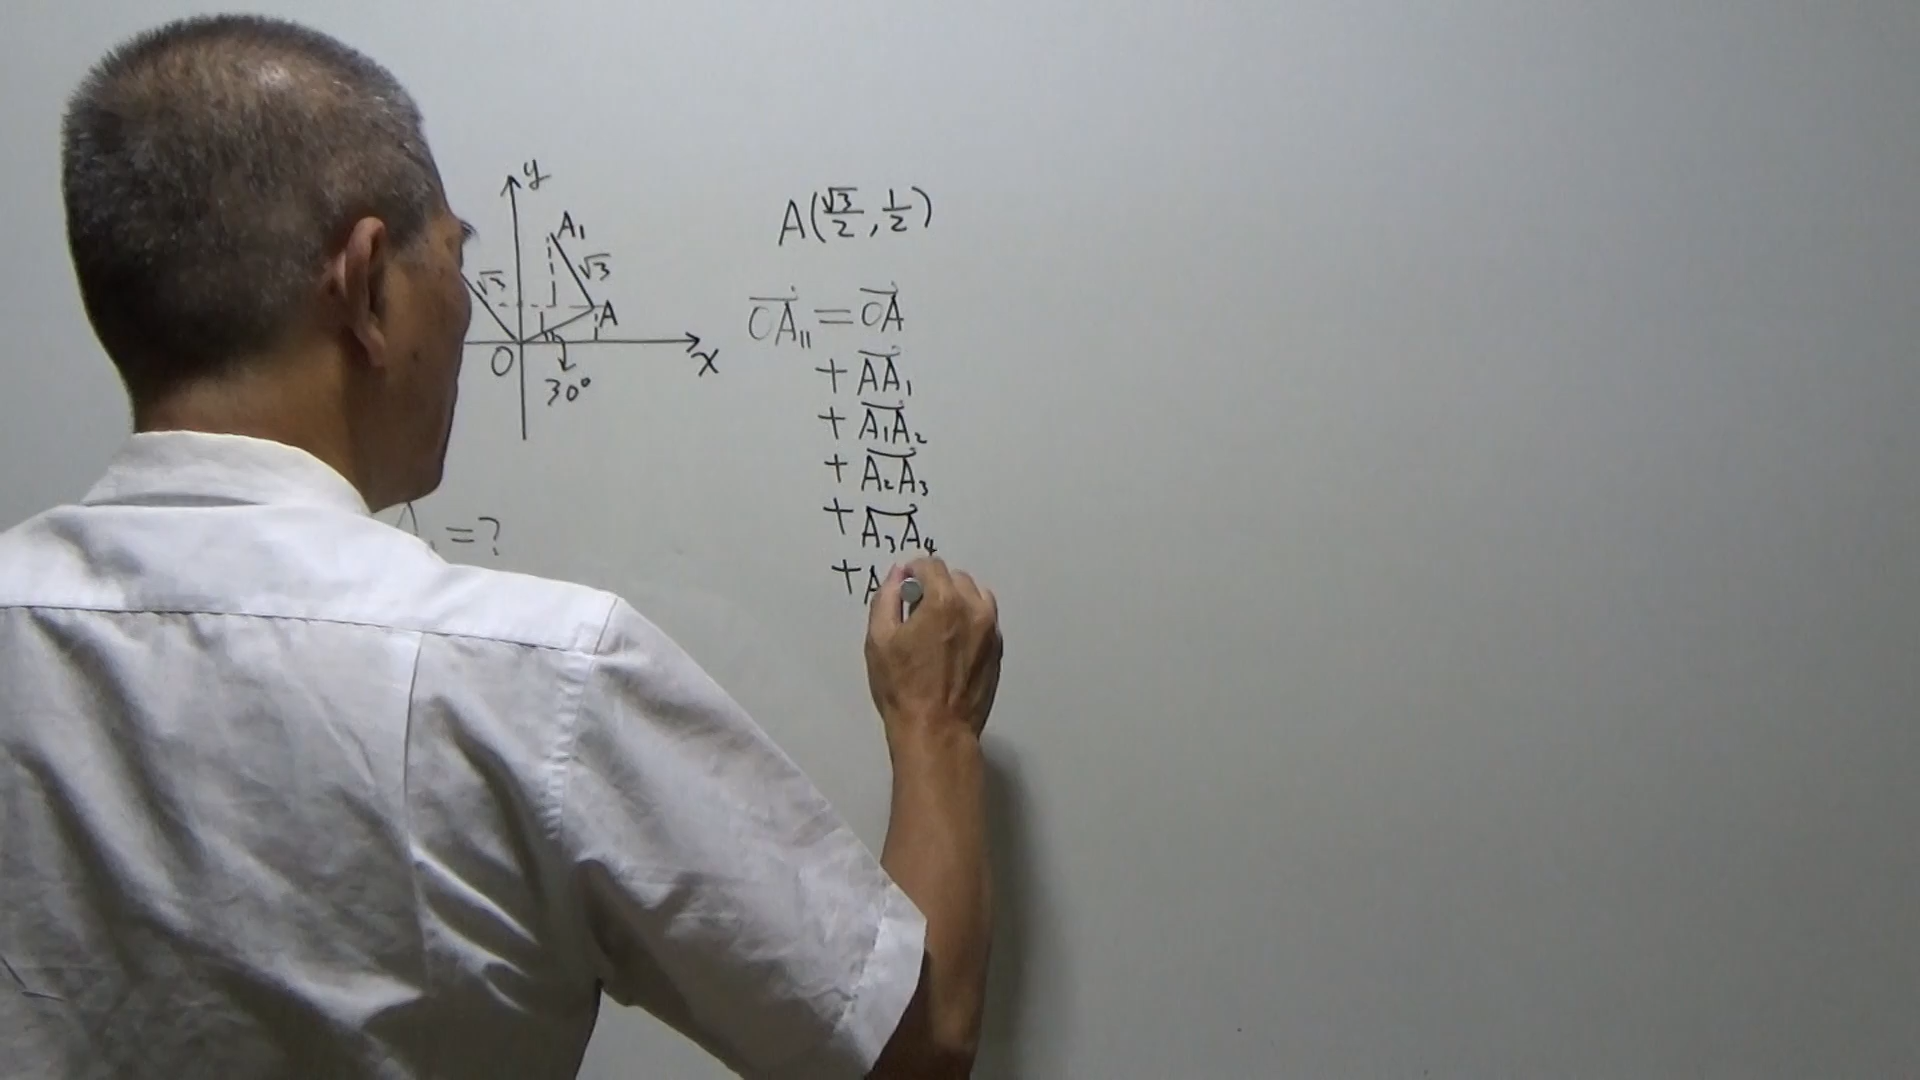 y
A₁
√3
√3
A
O
x
30°
=?
A(√3/2, 1/2)
OA₁₁ = OA
+ AA₁
+ A₁A₂
+ A₂A₃
+ A₃A₄
+ A